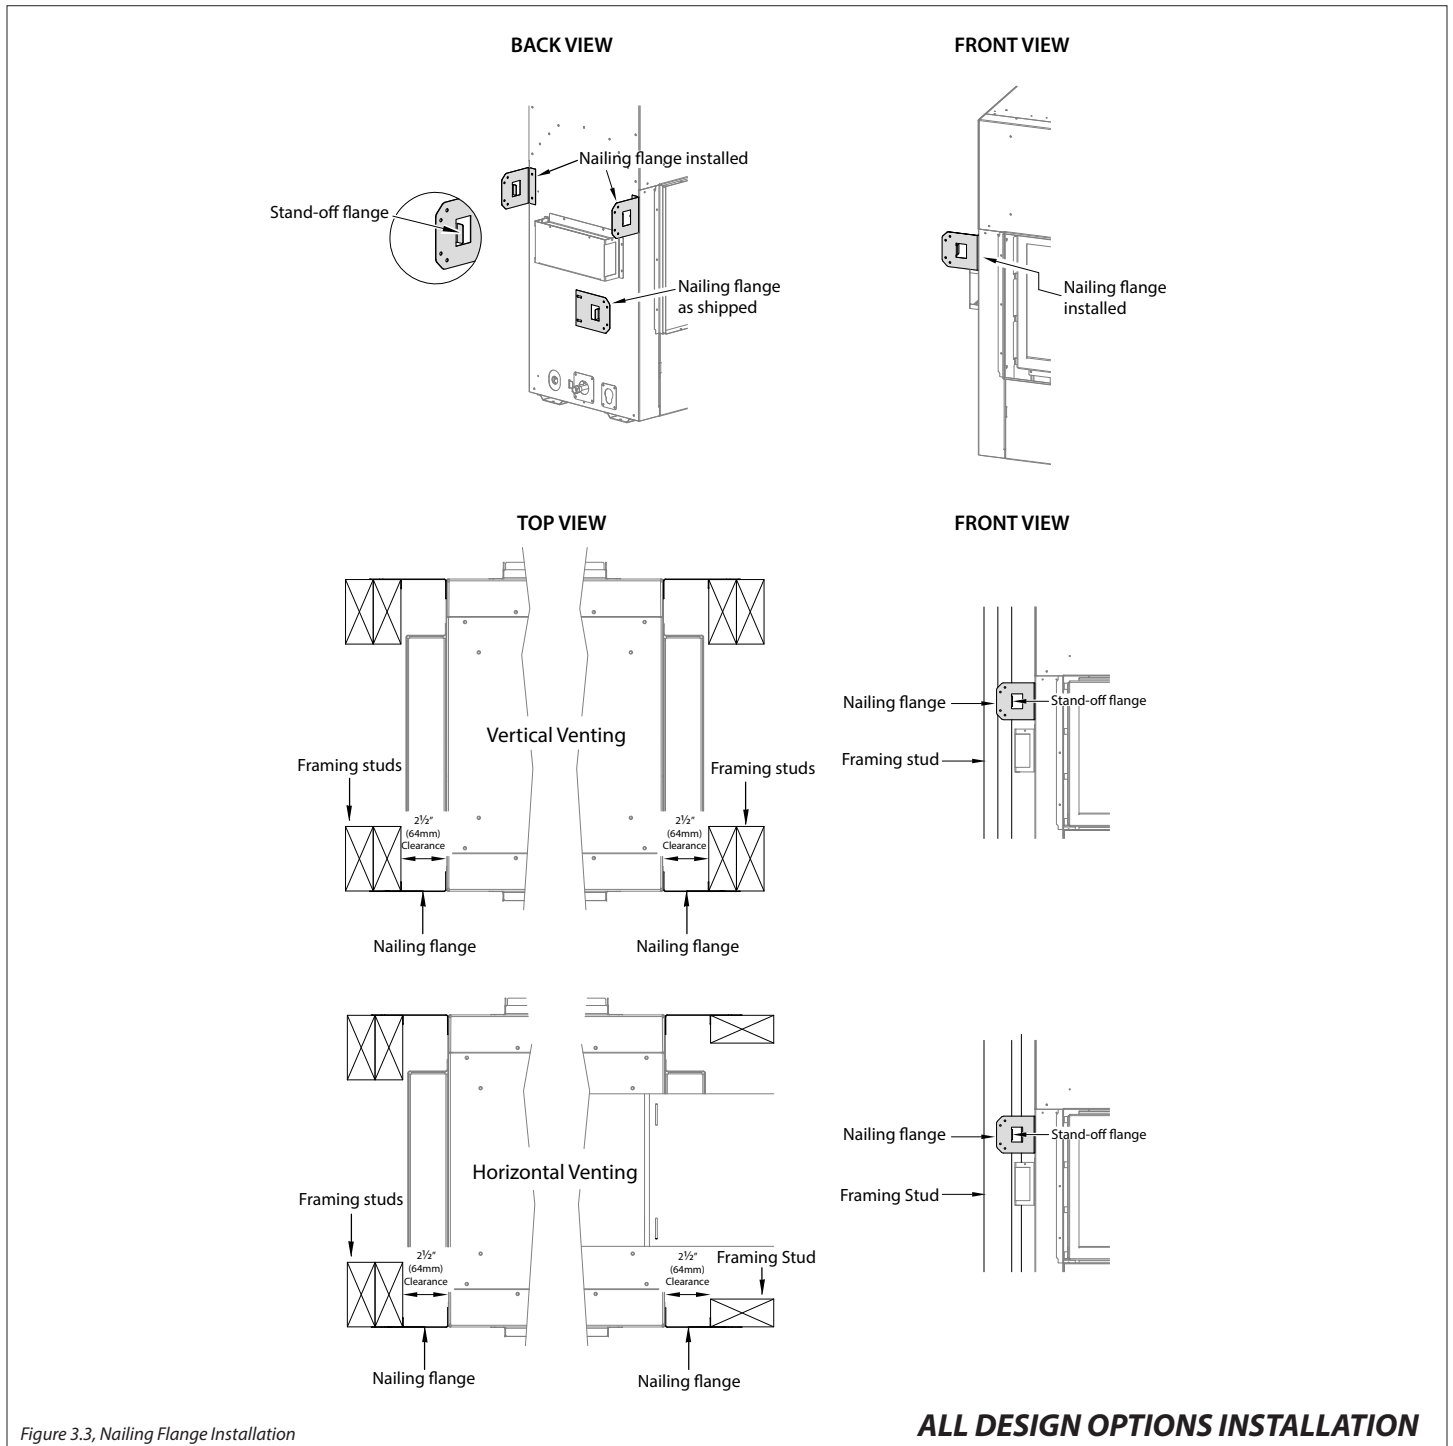 BACK VIEW
FRONT VIEW
Nailing flange installed
Stand-off flange
Nailing flange
as shipped
Nailing flange
installed
TOP VIEW
FRONT VIEW
Vertical Venting
Framing studs
Framing studs
2½"
(64mm)
Clearance
2½"
(64mm)
Clearance
Nailing flange
Nailing flange
Nailing flange
Stand-off flange
Framing stud
Horizontal Venting
Framing studs
2½"
(64mm)
Clearance
2½"
(64mm)
Clearance
Framing Stud
Nailing flange
Nailing flange
Nailing flange
Stand-off flange
Framing Stud
Figure 3.3, Nailing Flange Installation
ALL DESIGN OPTIONS INSTALLATION